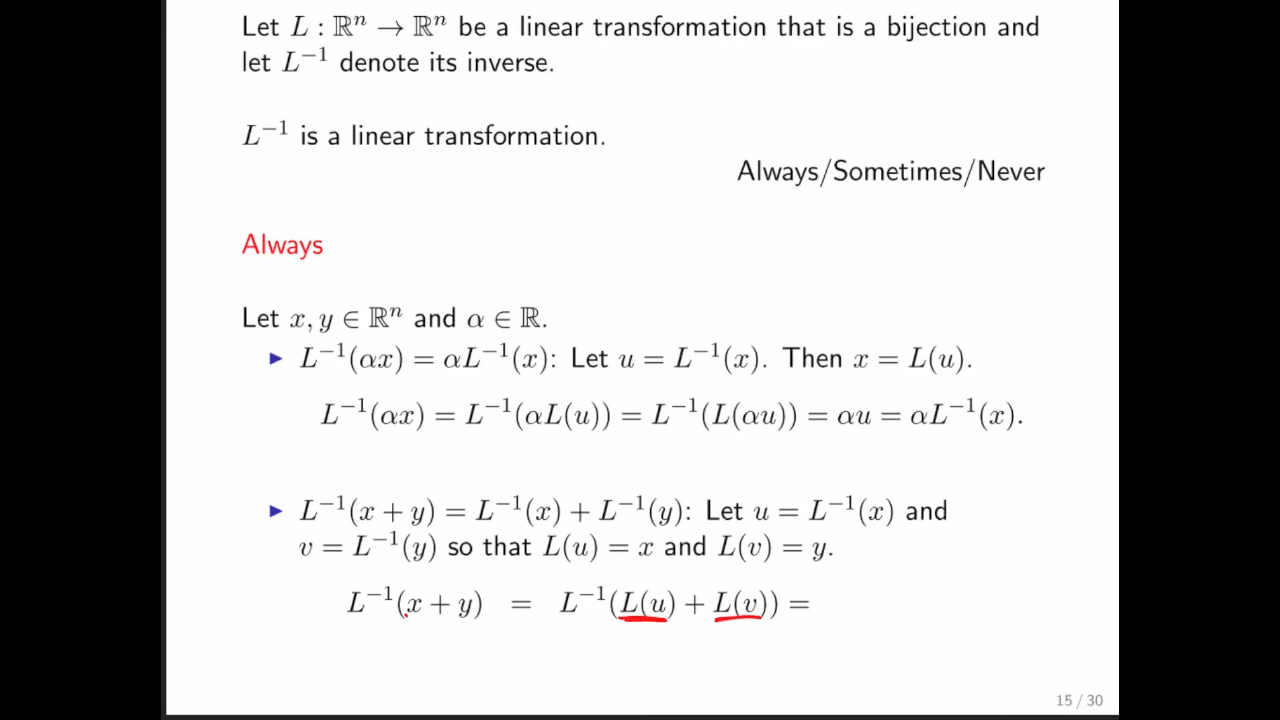 Let L : ℝⁿ → ℝⁿ be a linear transformation that is a bijection and
let L⁻¹ denote its inverse.
L⁻¹ is a linear transformation.
Always/Sometimes/Never
Always
Let x, y ∈ ℝⁿ and α ∈ ℝ.
▶ L⁻¹(αx) = αL⁻¹(x): Let u = L⁻¹(x). Then x = L(u).
L⁻¹(αx) = L⁻¹(αL(u)) = L⁻¹(L(αu)) = αu = αL⁻¹(x).
▶ L⁻¹(x + y) = L⁻¹(x) + L⁻¹(y): Let u = L⁻¹(x) and
v = L⁻¹(y) so that L(u) = x and L(v) = y.
L⁻¹(x + y) = L⁻¹(L(u) + L(v)) =
15 / 30